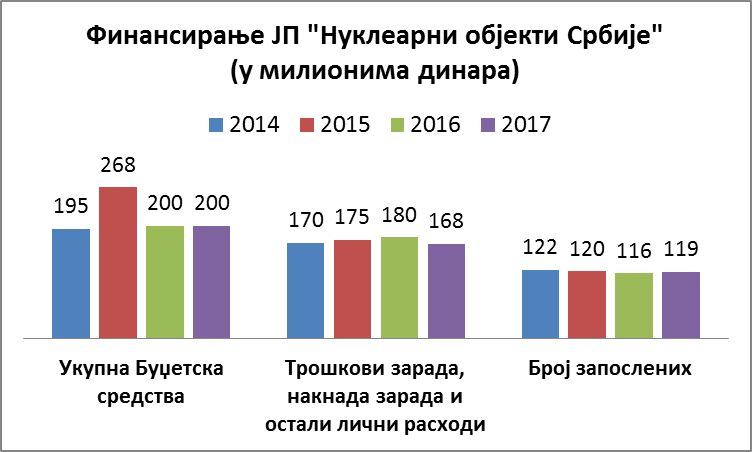 Финансирање ЈП "Нуклеарни објекти Србије"
(у милионима динара)
2014 2015 2016 2017
195 268 200 200
170 175 180 168
122 120 116 119
Укупна Буџетска
средства
Трошкови зарада,
накнада зарада и
остали лични расходи
Број запослених